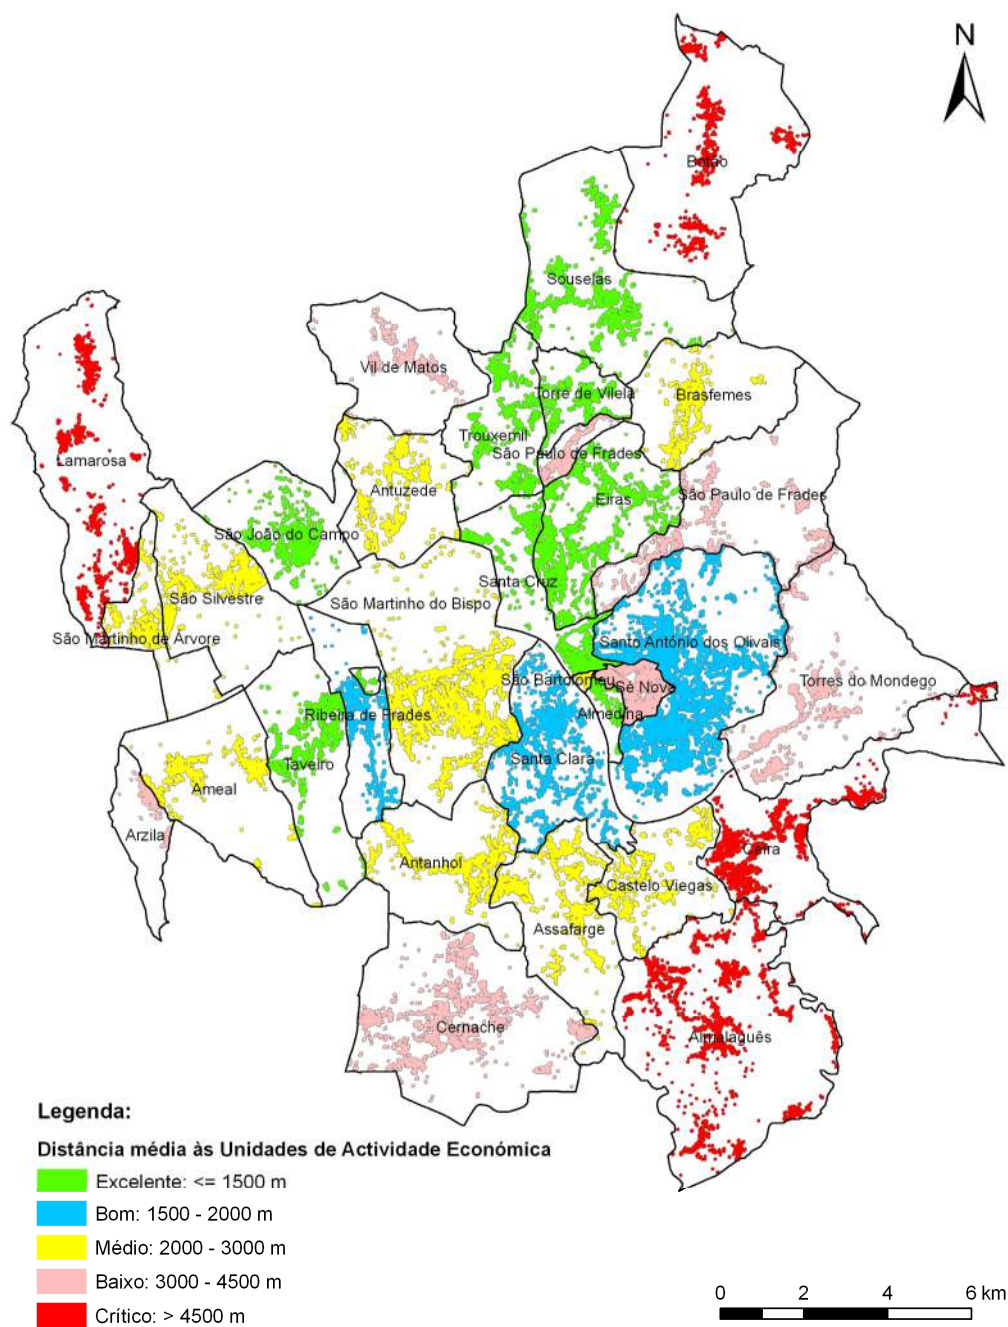 N
Botão
Souselas
Vil de Matos
Torre de Vilela
Brasfemes
Trouxemil
São Paulo de Frades
Lamarosa
Antuzede
Eiras
São Paulo de Frades
São João do Campo
Santa Cruz
São Silvestre
São Martinho do Bispo
São Martinho de Árvore
Santo António dos Olivais
São Bartolomeu
Sé Nova
Torres do Mondego
Ribeira de Frades
Almedina
Taveiro
Santa Clara
Ameal
Arzila
Antanhol
Ceira
Castelo Viegas
Assafarge
Cernache
Almalaguês
Legenda:
Distância média às Unidades de Actividade Económica
Excelente: <= 1500 m
Bom: 1500 - 2000 m
Médio: 2000 - 3000 m
Baixo: 3000 - 4500 m
Crítico: > 4500 m
0 2 4 6 km